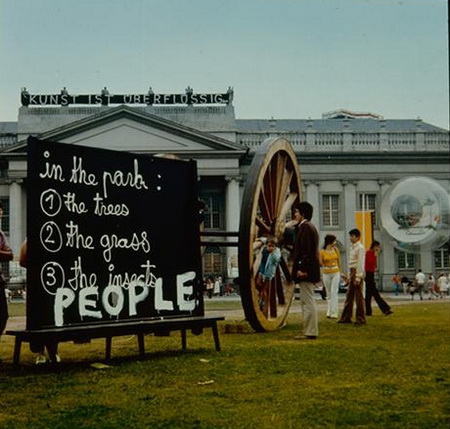 KUNST IST ÜBERFLÜSSIG
in the park :
1 the trees
2 the grass
3 the insects
PEOPLE